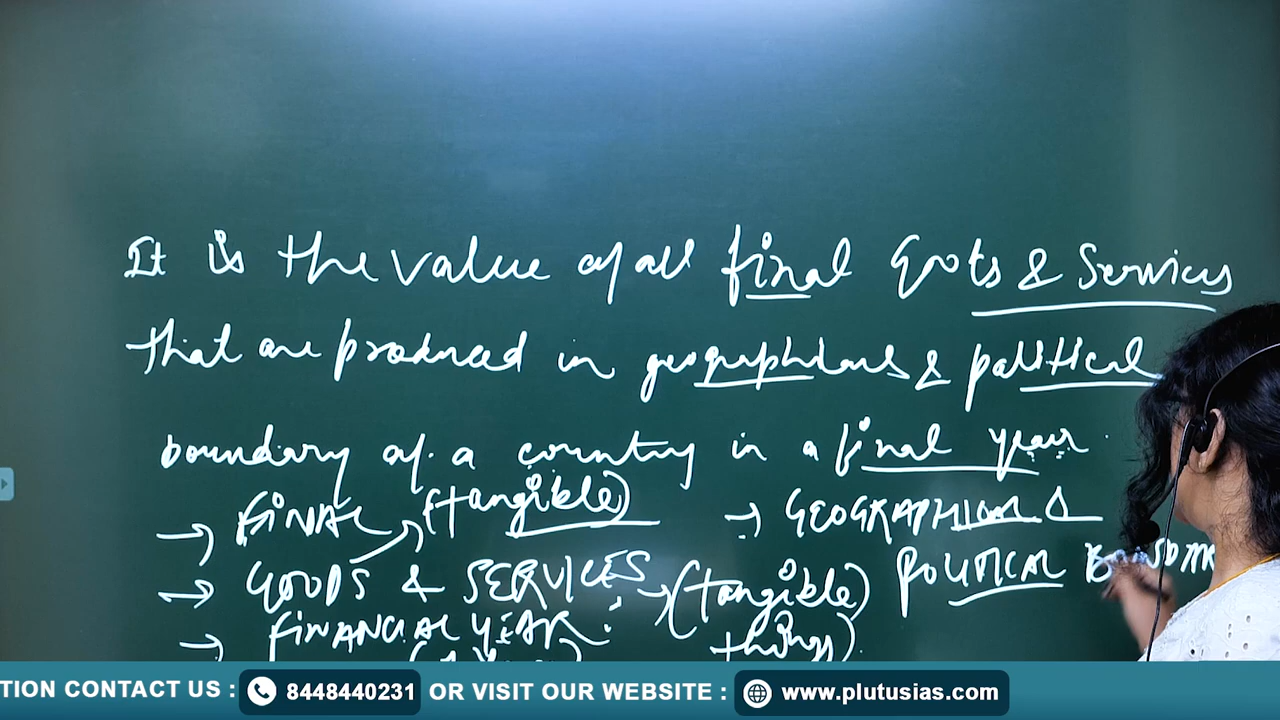 It is the value of all final Goods & Services
that are produced in geographical & political
boundary of a country in a final year.
→ FINAL (tangible)
→ GEOGRAPHICAL &
POLITICAL
→ GOODS & SERVICES → (tangible)
things)
→ FINANCIAL YEAR:
TION CONTACT US : 8448440231 OR VISIT OUR WEBSITE : www.plutusias.com